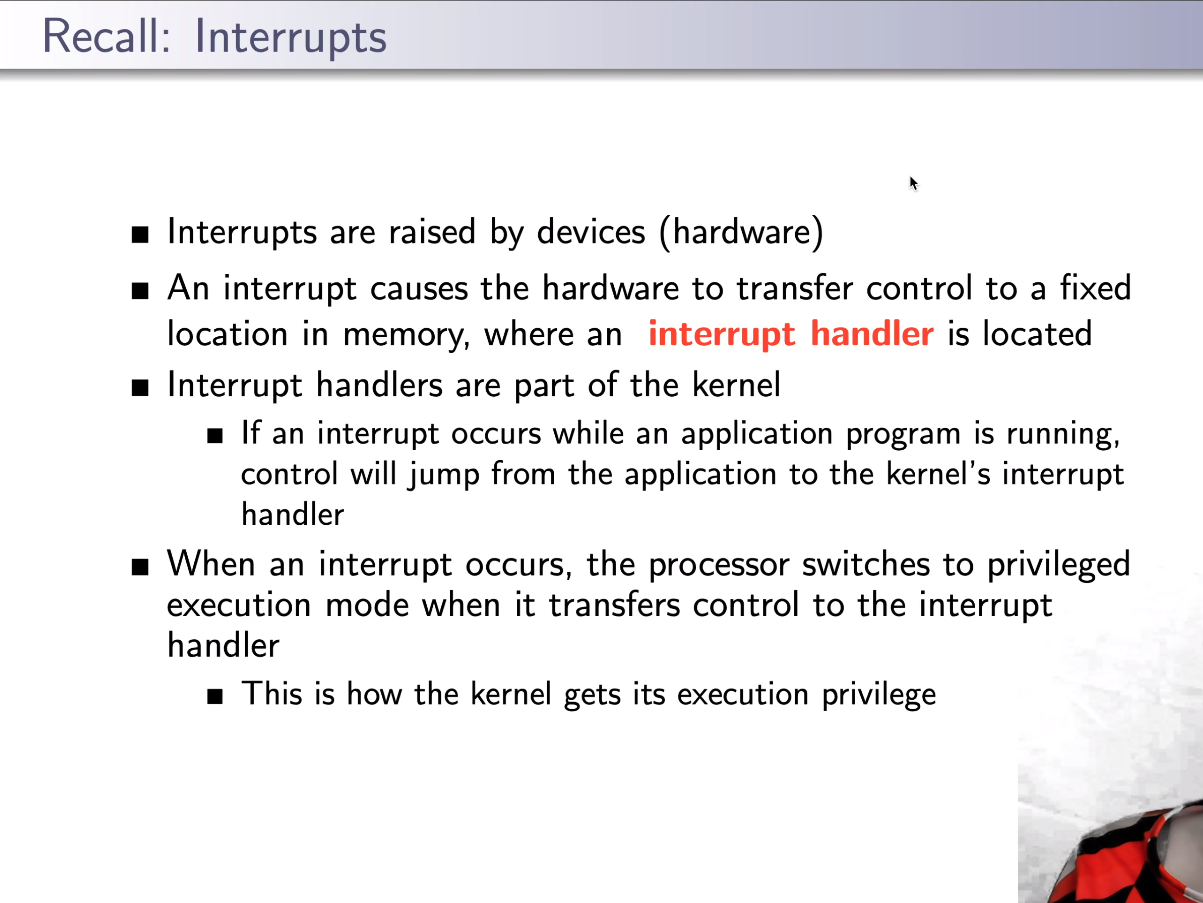 Recall: Interrupts
■ Interrupts are raised by devices (hardware)
■ An interrupt causes the hardware to transfer control to a fixed
location in memory, where an interrupt handler is located
■ Interrupt handlers are part of the kernel
■ If an interrupt occurs while an application program is running,
control will jump from the application to the kernel's interrupt
handler
■ When an interrupt occurs, the processor switches to privileged
execution mode when it transfers control to the interrupt
handler
■ This is how the kernel gets its execution privilege